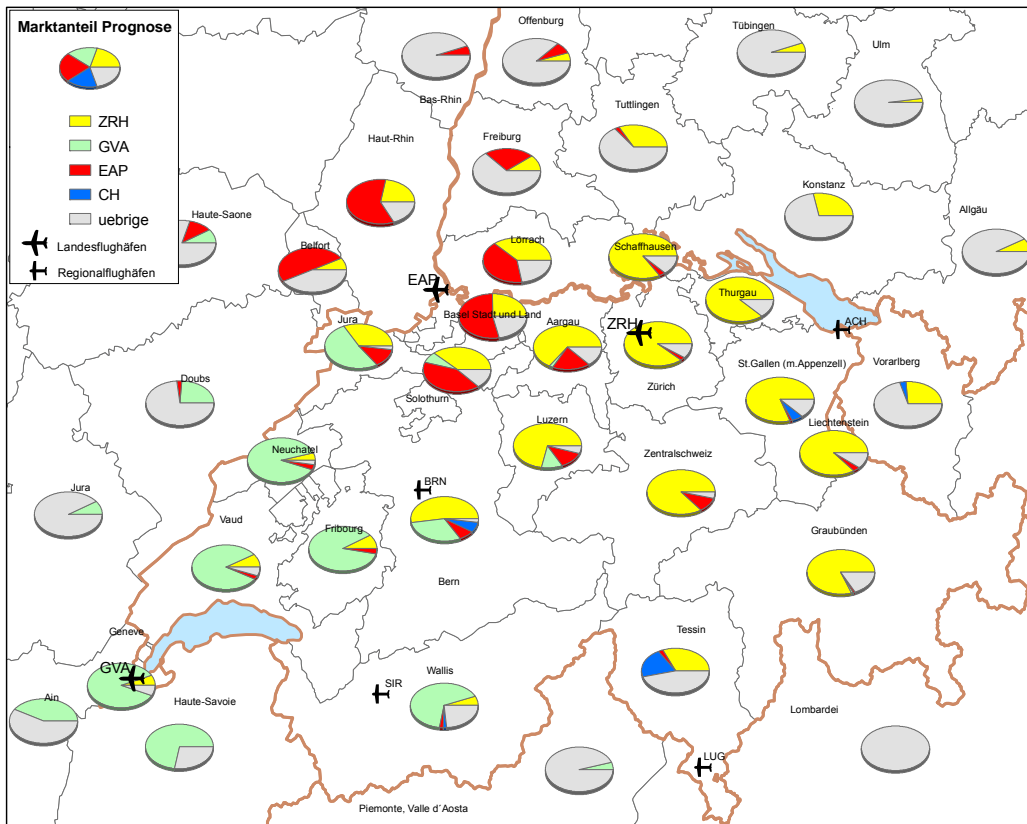 Marktanteil Prognose
ZRH
GVA
EAP
CH
uebrige
Landesflughäfen
Regionalflughäfen
Offenburg
Tübingen
Ulm
Bas-Rhin
Tuttlingen
Haut-Rhin
Freiburg
Konstanz
Allgäu
Haute-Saone
Belfort
Lörrach
Schaffhausen
EAP
Thurgau
Basel Stadt und Land
Jura
Aargau
ZRH
ACH
St.Gallen (m.Appenzell)
Vorarlberg
Zürich
Doubs
Solothurn
Luzern
Liechtenstein
Neuchatel
Zentralschweiz
Jura
BRN
Vaud
Fribourg
Graubünden
Bern
Geneve
Tessin
GVA
Wallis
SIR
Ain
Haute-Savoie
Lombardei
LUG
Piemonte, Valle d´Aosta